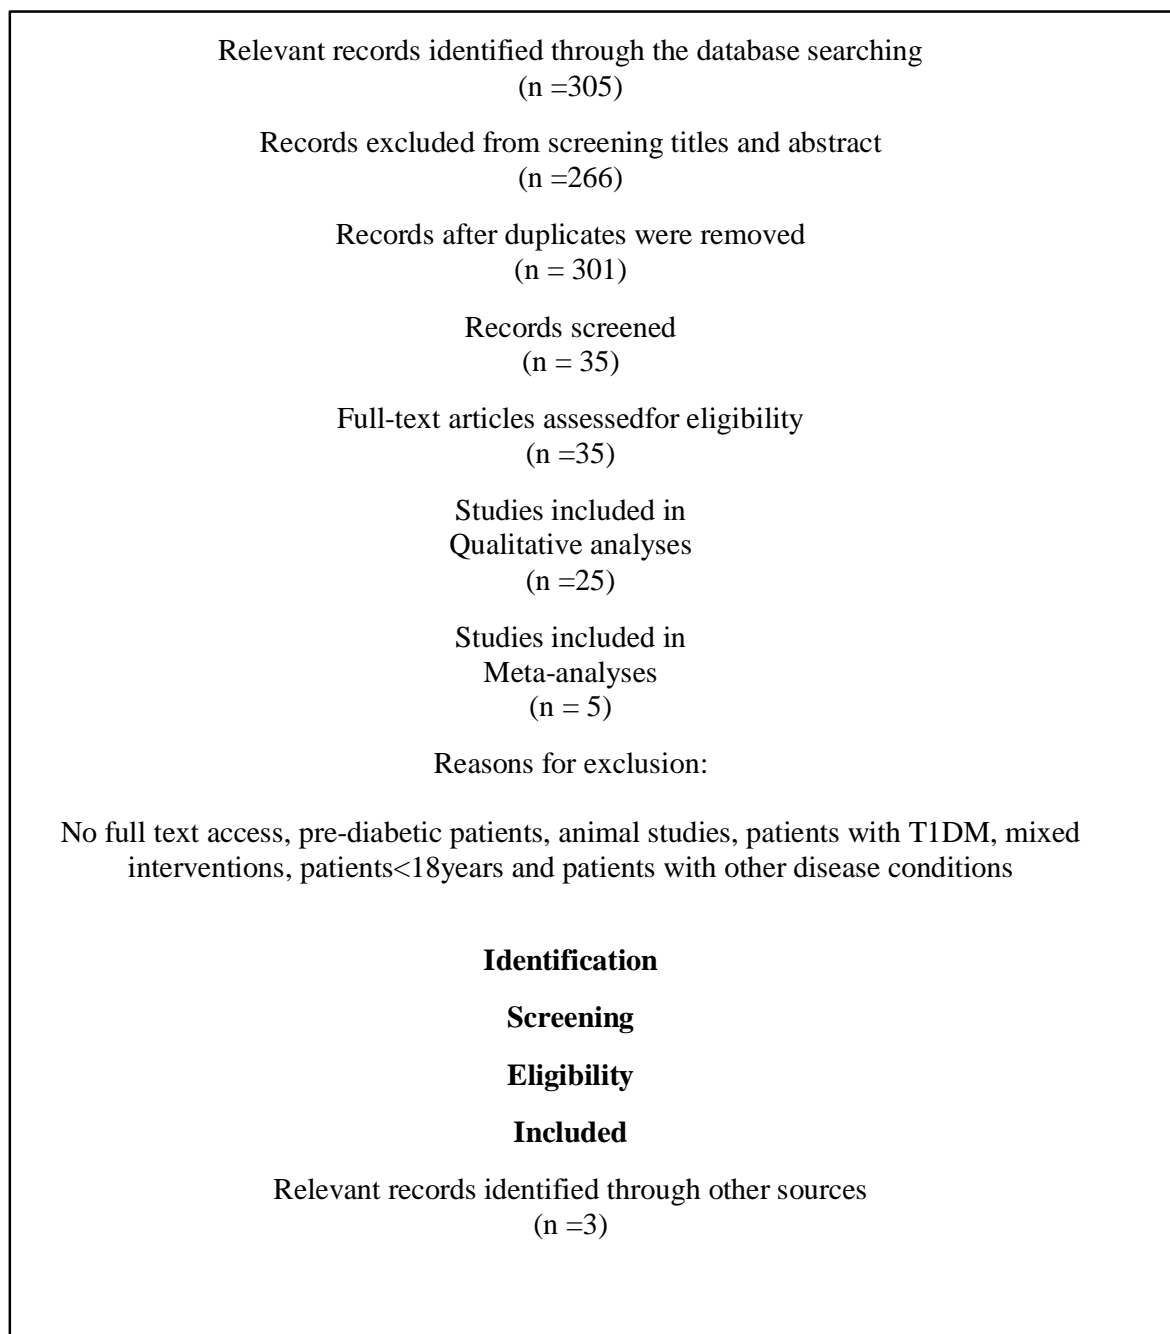 Relevant records identified through the database searching
(n =305)
Records excluded from screening titles and abstract
(n =266)
Records after duplicates were removed
(n = 301)
Records screened
(n = 35)
Full-text articles assessedfor eligibility
(n =35)
Studies included in
Qualitative analyses
(n =25)
Studies included in
Meta-analyses
(n = 5)
Reasons for exclusion:
No full text access, pre-diabetic patients, animal studies, patients with T1DM, mixed
interventions, patients<18years and patients with other disease conditions
Identification
Screening
Eligibility
Included
Relevant records identified through other sources
(n =3)